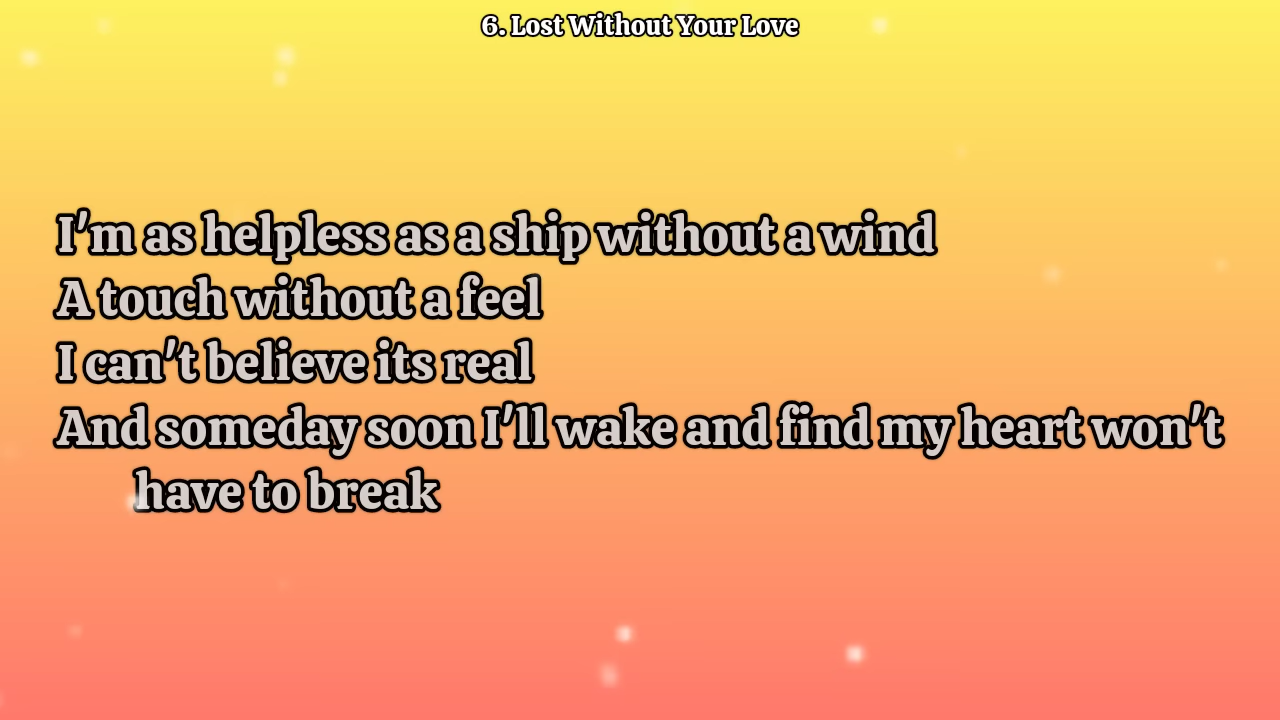 6. Lost Without Your Love
I'm as helpless as a ship without a wind
A touch without a feel
I can't believe its real
And someday soon I'll wake and find my heart won't
have to break